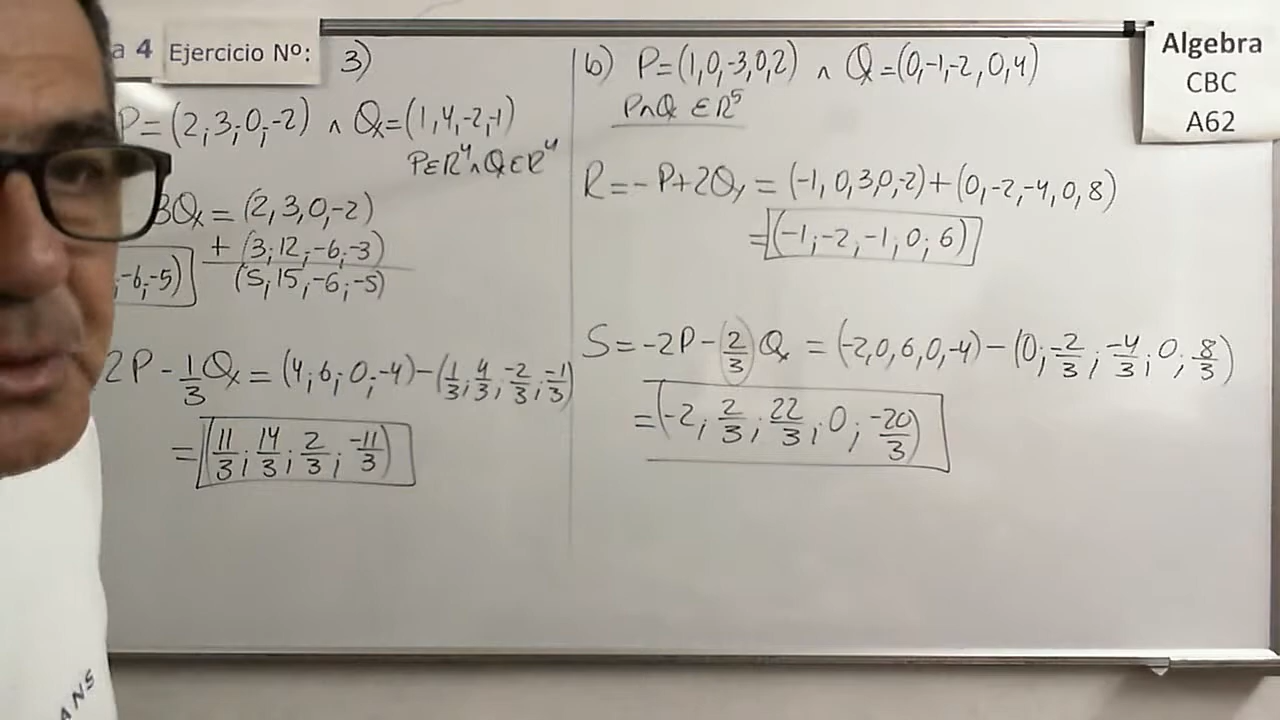 a 4 Ejercicio Nº: 3)
P=(2;3;0;-2) ∧ Q=(1,4,-2,-1)
P∈R⁴∧Q∈R⁴
3Q=(2,3,0,-2)
+(3;12,-6,-3)
,-6,-5) (5,15,-6,-5)
2P-1/3Q=(4,6,0,-4)-(1/3;4/3;-2/3;-1/3)
=(11/3;14/3;2/3;-11/3)
b) P=(1,0,-3,0,2) ∧ Q=(0,-1,-2,0,4)
P∧Q∈R⁵
R=-P+2Q=(-1,0,3,0,-2)+(0,-2,-4,0,8)
=(-1;-2,-1;0;6)
S=-2P-(2/3)Q=(-2,0,6,0,-4)-(0;-2/3;-4/3;0;8/3)
=(-2;2/3;22/3;0;-20/3)
Algebra
CBC
A62
ANS